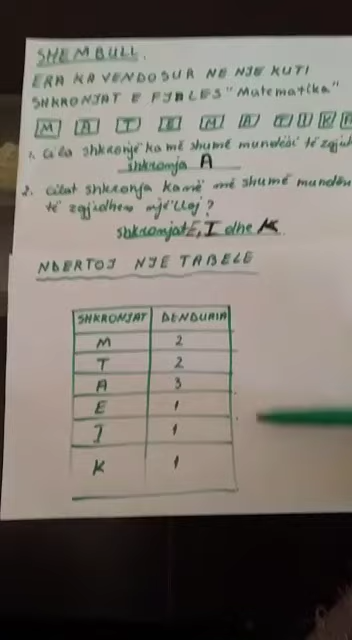 SHEMBULL.
ERA KA VENDOSUR NE NJE KUTI
SHKRONJAT E FJALES "Matematika"
M A T E M A T I K A
1. Cila shkronjë ka më shumë mundësi të zgjidhet
shkronja A
2. Cilat shkronja kanë më shumë mundësi
të zgjidhen njëlloj?
shkronjat E, I dhe K.
NDERTOJ NJE TABELE
SHKRONJAT DENDURIA
M 2
T 2
A 3
E 1
I 1
K 1